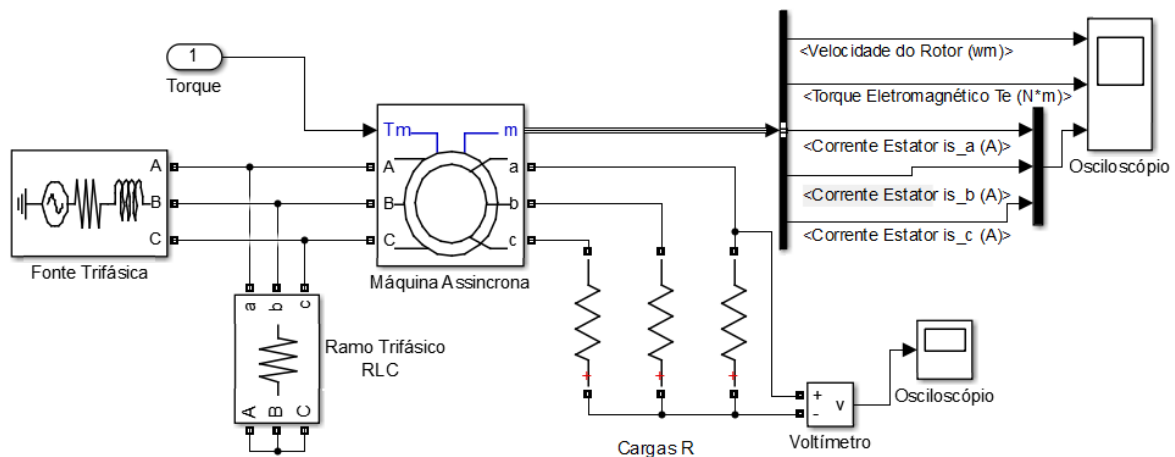 1
Torque
<Velocidade do Rotor (wm)>
<Torque Eletromagnético Te (N*m)>
<Corrente Estator is_a (A)>
<Corrente Estator is_b (A)>
<Corrente Estator is_c (A)>
Osciloscópio
Tm
m
A
B
C
a
b
c
Máquina Assincrona
A
B
C
Fonte Trifásica
a
b
c
A
B
C
Ramo Trifásico
RLC
+
+
+
Cargas R
+
-
v
Voltímetro
Osciloscópio